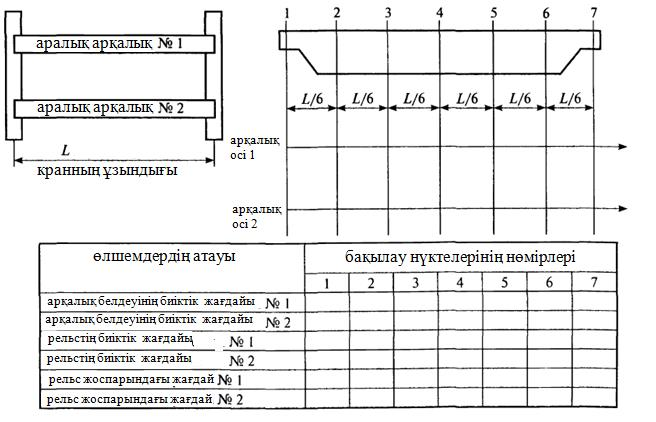 1 2 3 4 5 6 7
аралық арқалық № 1
аралық арқалық № 2
L
кранның ұзындығы
L/6 L/6 L/6 L/6 L/6 L/6
арқалық
осі 1
арқалық
осі 2
өлшемдердің атауы
бақылау нүктелерінің нөмірлері
1 2 3 4 5 6 7
арқалық белдеуінің биіктік жағдайы № 1
арқалық белдеуінің биіктік жағдайы № 2
рельстің биіктік жағдайы № 1
рельстің биіктік жағдайы № 2
рельс жоспарындағы жағдай № 1
рельс жоспарындағы жағдай № 2